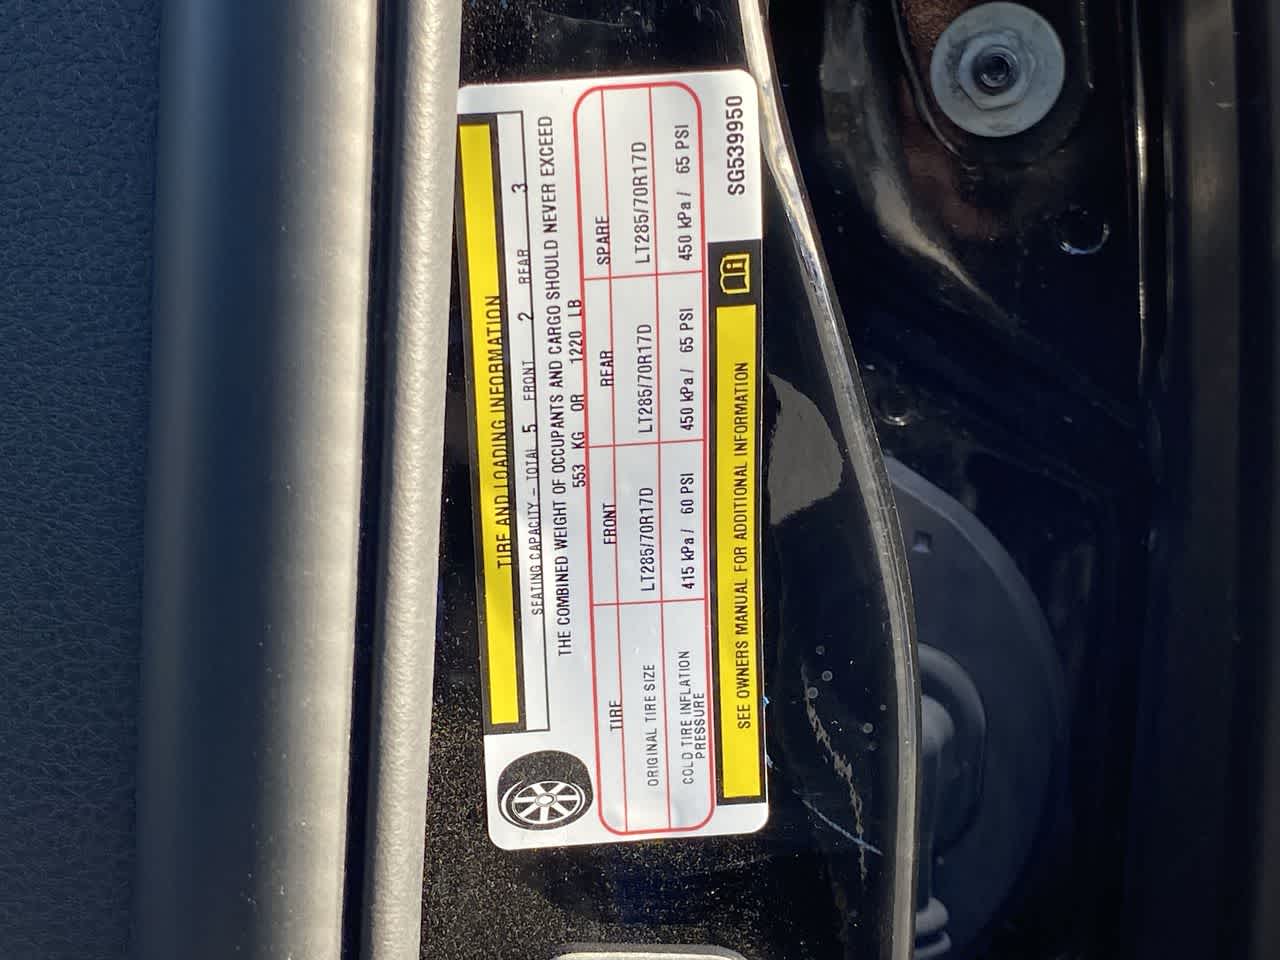 TIRE AND LOADING INFORMATION
SEATING CAPACITY – TOTAL 5 FRONT 2 REAR 3
THE COMBINED WEIGHT OF OCCUPANTS AND CARGO SHOULD NEVER EXCEED
553 KG OR 1220 LB
TIRE FRONT REAR SPARE
ORIGINAL TIRE SIZE LT285/70R17D LT285/70R17D LT285/70R17D
COLD TIRE INFLATION PRESSURE 415 kPa / 60 PSI 450 kPa / 65 PSI 450 kPa / 65 PSI
SEE OWNERS MANUAL FOR ADDITIONAL INFORMATION
SG539950